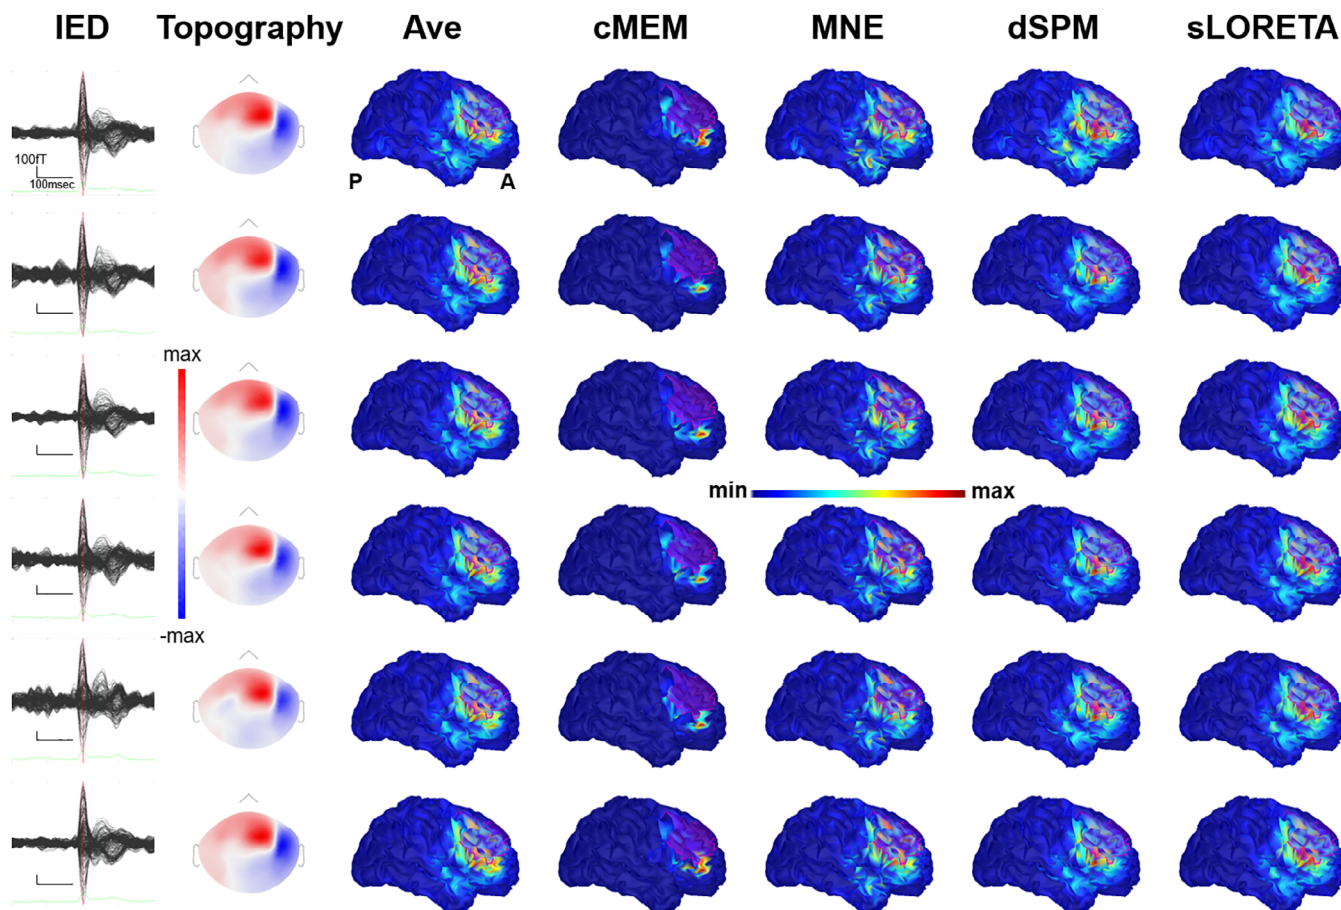 IED Topography Ave cMEM MNE dSPM sLORETA
100fT
100msec
P A
max
min max
-max